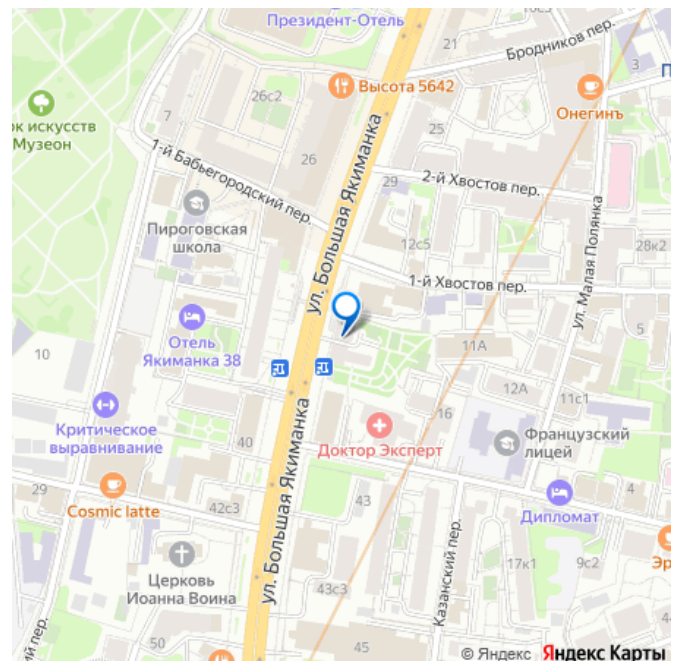 Президент-Отель
16с3
21
Бродников пер.
3
П
26с2
Высота 5642
Онегинъ
рк искусств
Музеон
7
25
26
1-й Бабьегородский пер.
ул. Большая Якиманка
29
2-й Хвостов пер.
Пироговская
школа
12с5
28к2
1-й Хвостов пер.
ул. Малая Полянка
Отель
Якиманка 38
5
10
11А
12А
11с1
16
Критическое
выравнивание
40
Доктор Эксперт
Французский
лицей
ул. Большая Якиманка
29
Cosmic latte
42с3
43
4
Дипломат
Казанский пер.
Эр
Церковь
Иоанна Воина
17к1
9с2
43с3
50
45
й пер.
© Яндекс Яндекс Карты